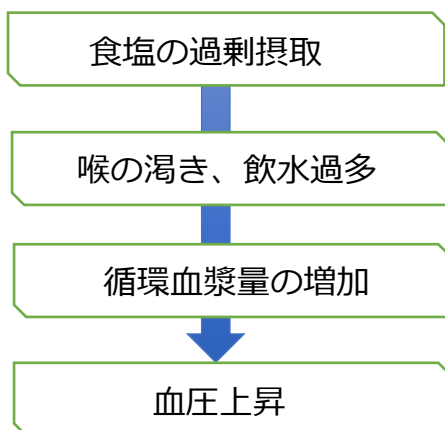 食塩の過剰摂取
喉の渇き、飲水過多
循環血漿量の増加
血圧上昇